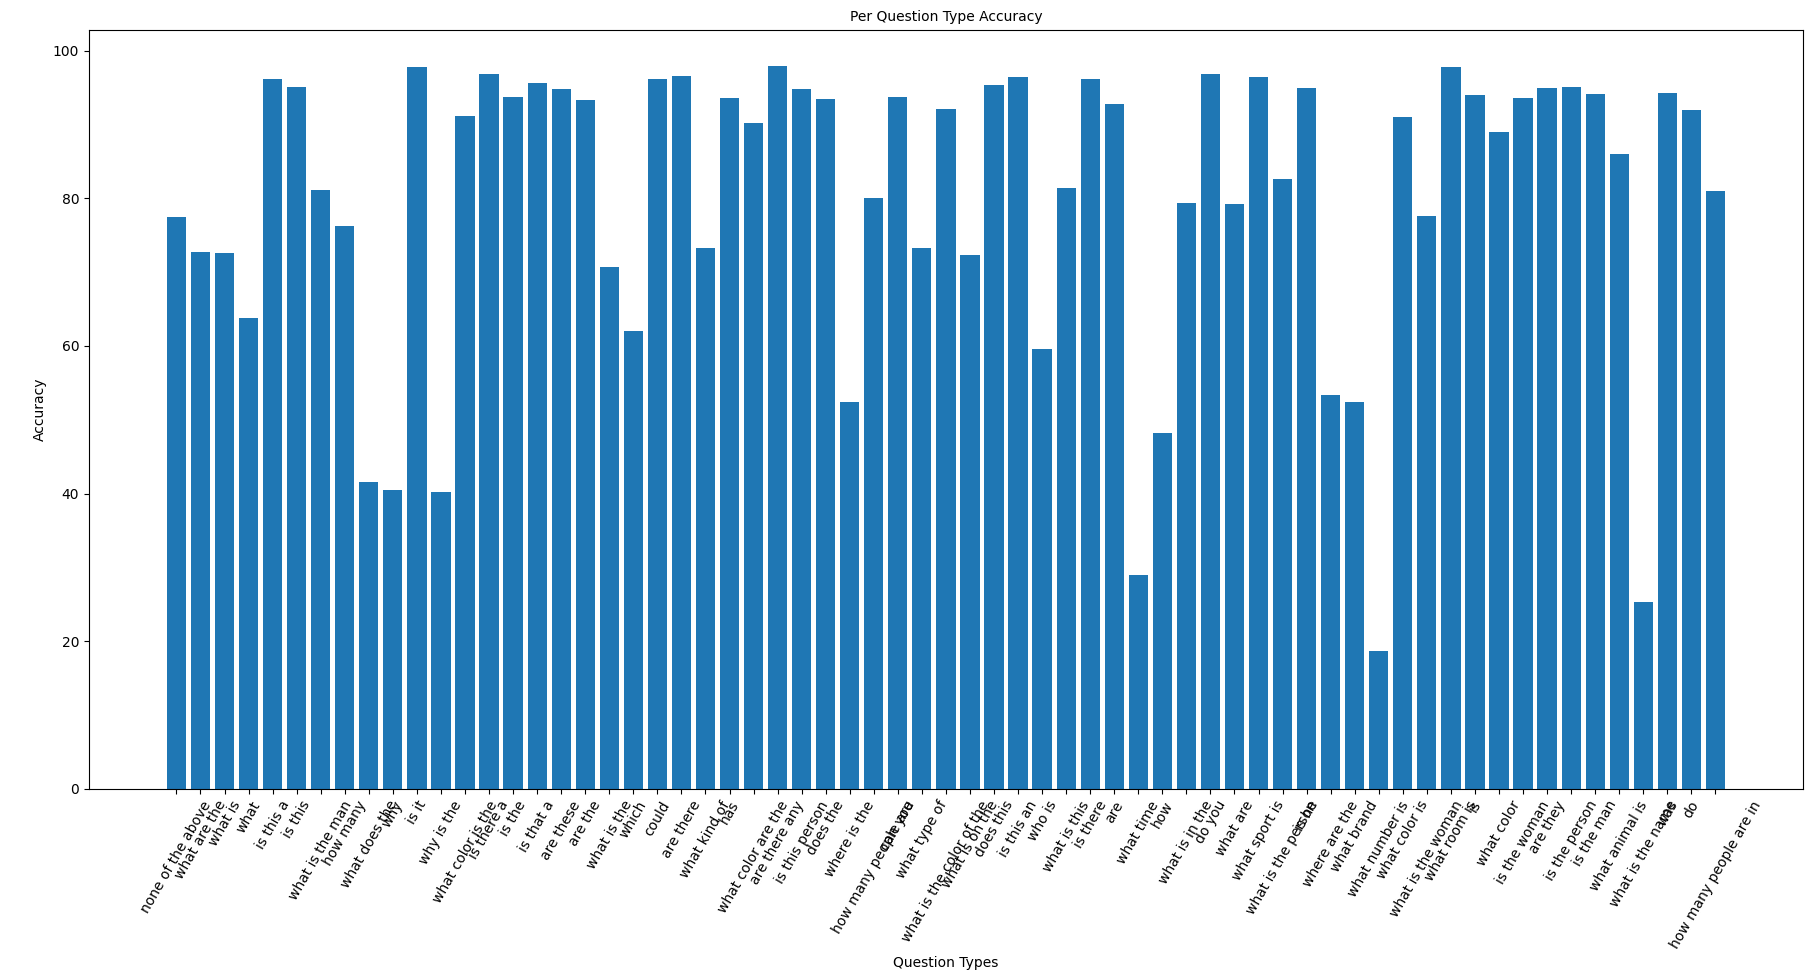 Per Question Type Accuracy
100
80
60
40
20
0
Accuracy
none of the above
what are the
what is
what
is this a
is this
what is the man
how many
what does the
why
is it
why is the
what color is the
is there a
is the
is that a
are these
are the
what is the
which
could
are there
what kind of
has
what color are the
are there any
is this person
does the
where is the
how many people are
can you
what type of
what is the color of the
what is on the
does this
is this an
who is
what is this
is there
are
what time
how
what is in the
do you
what are
what sport is
what is the person
is he
where are the
what brand
what number is
what color is
what is the woman
what room is
is
what color
is the woman
are they
is the person
is the man
what animal is
what is the name
was
do
how many people are in
Question Types